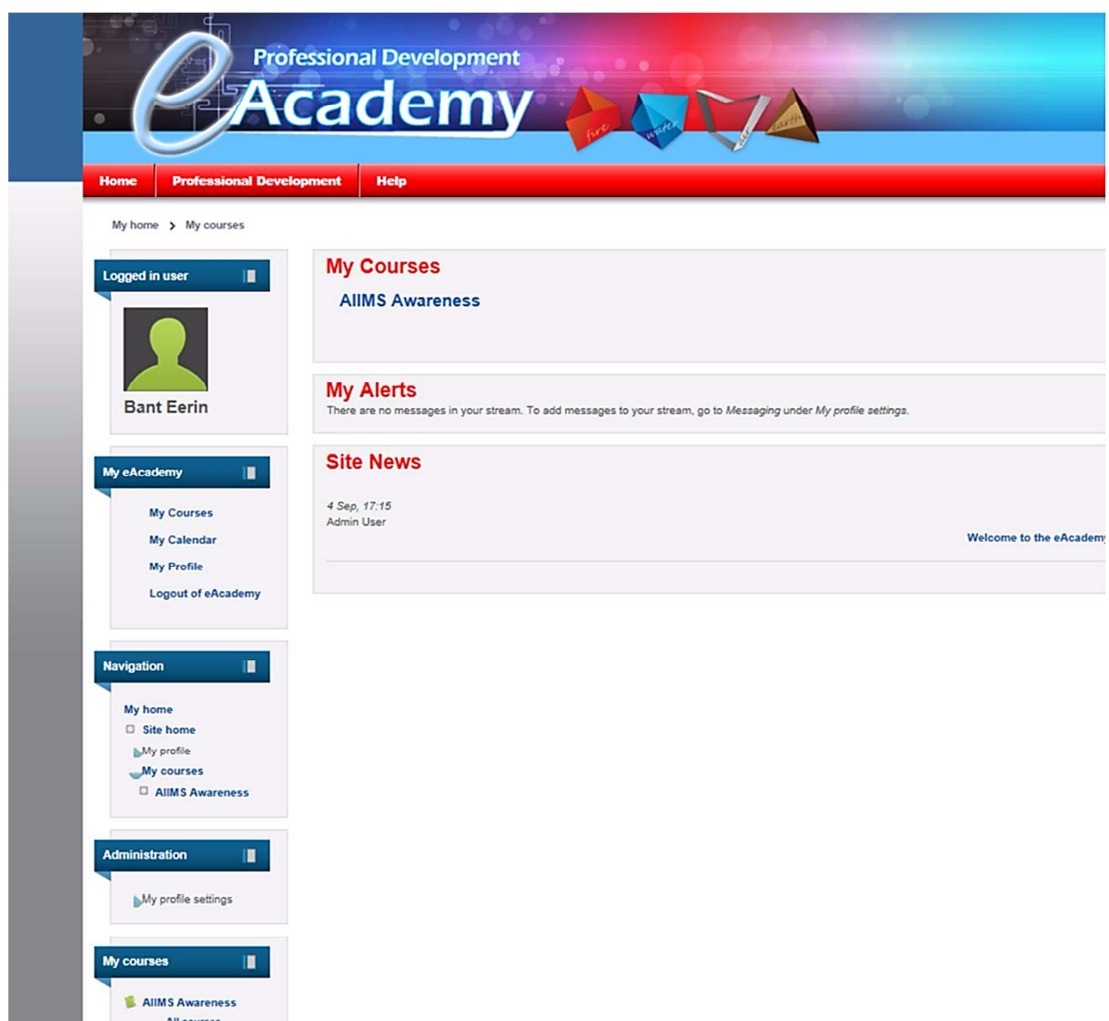 Professional Development
eAcademy
fire water air earth
Home Professional Development Help
My home > My courses
Logged in user
Bant Eerin
My eAcademy
My Courses
My Calendar
My Profile
Logout of eAcademy
Navigation
My home
Site home
My profile
My courses
AIIMS Awareness
Administration
My profile settings
My courses
AIIMS Awareness
All courses
My Courses
AIIMS Awareness
My Alerts
There are no messages in your stream. To add messages to your stream, go to Messaging under My profile settings.
Site News
4 Sep, 17:15
Admin User
Welcome to the eAcademy